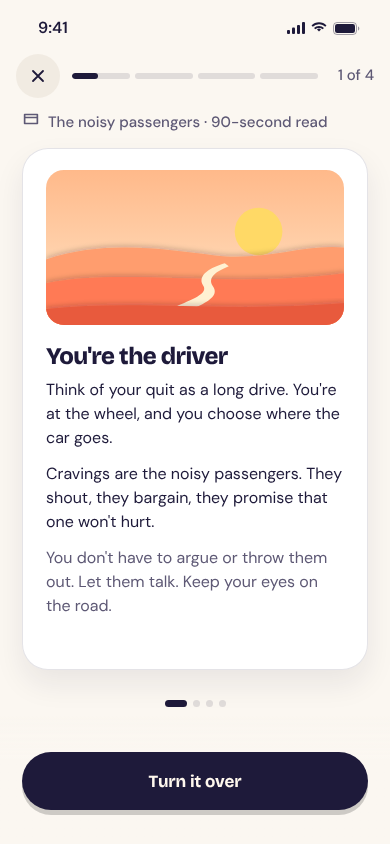 9:41
1 of 4
The noisy passengers · 90-second read
You're the driver
Think of your quit as a long drive. You're
at the wheel, and you choose where the
car goes.
Cravings are the noisy passengers. They
shout, they bargain, they promise that
one won't hurt.
You don't have to argue or throw them
out. Let them talk. Keep your eyes on
the road.
Turn it over